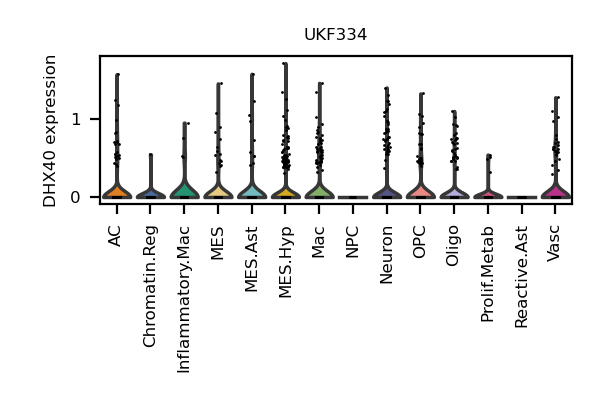 UKF334
DHX40 expression
1
0
AC
Chromatin.Reg
Inflammatory.Mac
MES
MES.Ast
MES.Hyp
Mac
NPC
Neuron
OPC
Oligo
Prolif.Metab
Reactive.Ast
Vasc